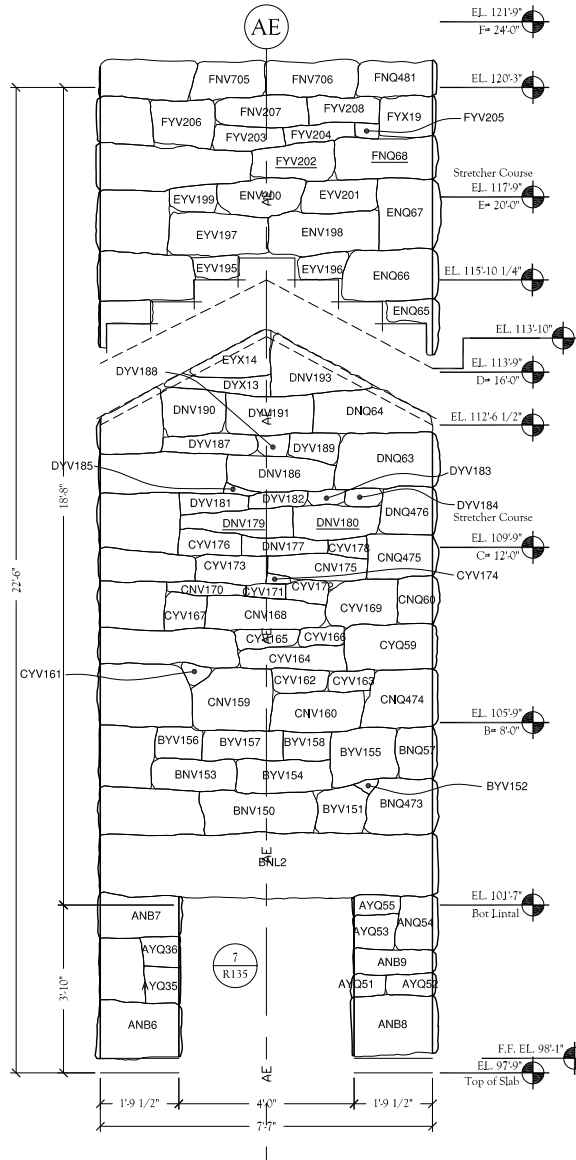 AE
EL. 121'-9"
F= 24'-0"
FNV705 FNV706 FNQ481
EL. 120'-3"
FYV206 FNV207 FYV208 FYX19 FYV205
FYV203 FYV204
FYV202 FNQ68
Stretcher Course
EL. 117'-9"
E= 20'-0"
EYV199 ENV200 EYV201 ENQ67
AE
EYV197 ENV198
EYV195 EYV196 ENQ66
EL. 115'-10 1/4"
ENQ65
EL. 113'-10"
EYX14
DYV188 DYX13 DNV193
EL. 113'-9"
D= 16'-0"
DNV190 DYV191 DNQ64
AE
EL. 112'-6 1/2"
DYV187 DYV189 DNQ63
DYV185 DNV186 DYV183
DYV181 DYV182 DNQ476 DYV184
DNV179 DNV180
Stretcher Course
EL. 109'-9"
C= 12'-0"
CYV176 DNV177 CYV178 CNQ475
CYV173 CNV175
CYV174
CNV170 CYV171 CYV172 CNQ60
CYV167 CNV168 CYV169
CYV165 CYV166 CYQ59
AE
CYV164
CYV161 CYV162 CYV163 CNQ474
CNV159 CNV160
EL. 105'-9"
B= 8'-0"
BYV156 BYV157 BYV158 BYV155 BNQ57
BNV153 BYV154 BYV152
BNV150 BYV151 BNQ473
BNL2
AE
EL. 101'-7"
Bot Lintal
ANB7 AYQ55 ANQ54
AYQ53
AYQ36 ANB9
7
R135
AYQ35 AYQ51 AYQ52
ANB6 ANB8
F.F. EL. 98'-1"
EL. 97'-9"
Top of Slab
AE
22'-6"
18'-8"
3'-10"
1'-9 1/2" 4'-0" 1'-9 1/2"
7'-7"